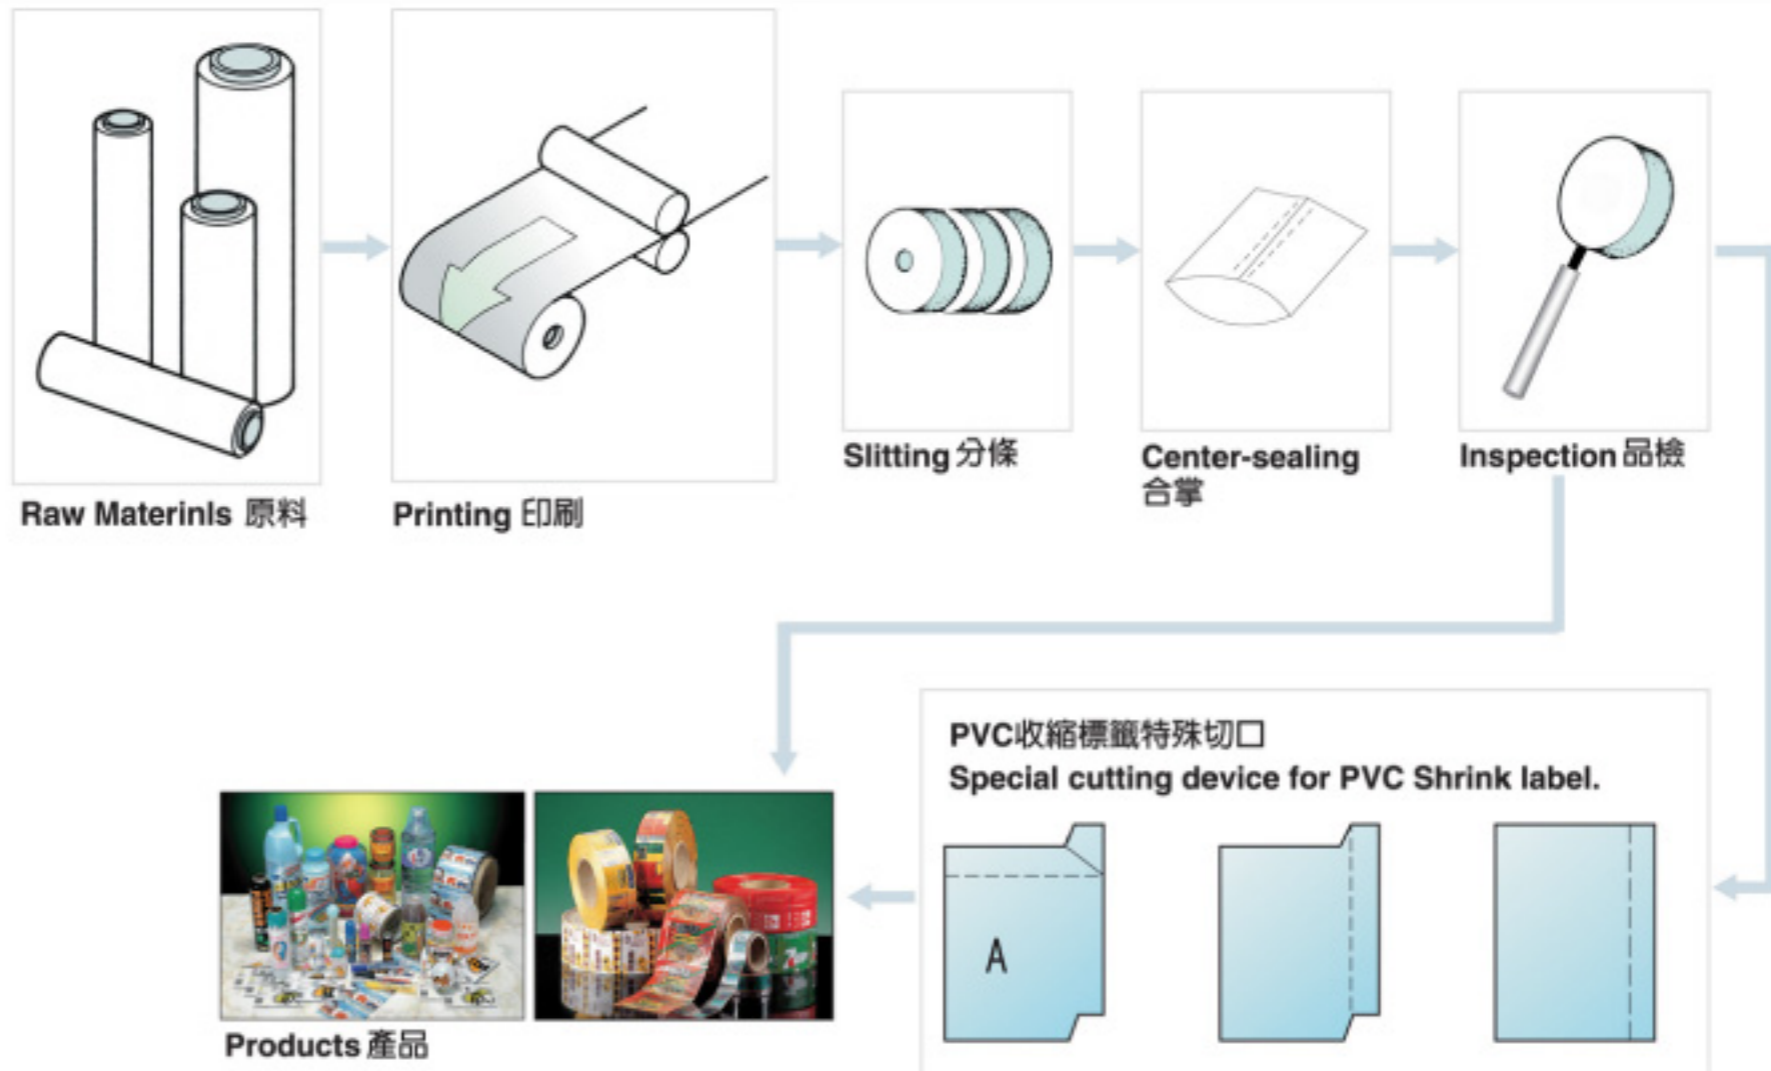 Raw Materinls 原料
Printing 印刷
Slitting 分條
Center-sealing
合掌
Inspection 品檢
PVC收縮標籤特殊切口
Special cutting device for PVC Shrink label.
A
Products 產品